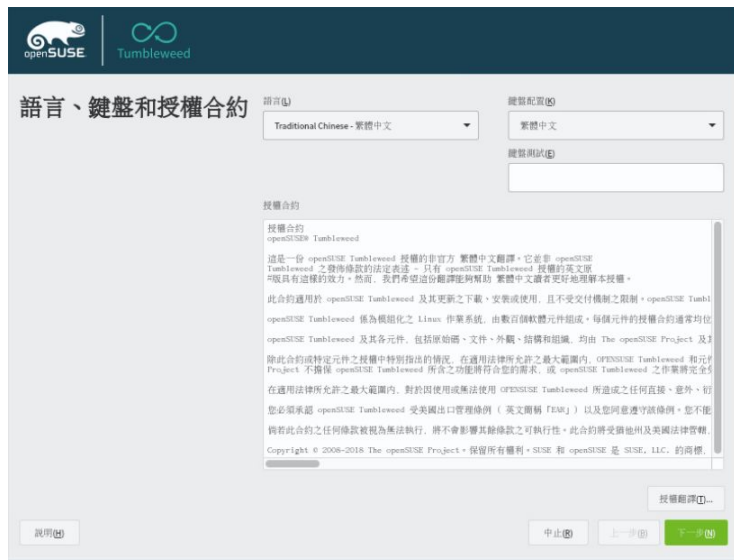 openSUSE
Tumbleweed
語言、鍵盤和授權合約
語言(L)
鍵盤配置(K)
Traditional Chinese - 繁體中文
繁體中文
鍵盤測試(E)
授權合約
授權合約
openSUSE® Tumbleweed
這是一份 openSUSE Tumbleweed 授權的非官方 繁體中文翻譯。它並非 openSUSE
Tumbleweed 之發佈條款的法定表述 - 只有 openSUSE Tumbleweed 授權的英文原
#版具有這樣的效力。然而, 我們希望這份翻譯能夠幫助 繁體中文讀者更好地理解本授權。
此合約適用於 openSUSE Tumbleweed 及其更新之下載、安裝或使用, 且不受交付機制之限制。openSUSE Tumbl
openSUSE Tumbleweed 係為模組化之 Linux 作業系統, 由數百個軟體元件組成。每個元件的授權合約通常均位
openSUSE Tumbleweed 及其各元件, 包括原始碼、文件、外觀、結構和組織, 均由 The openSUSE Project 及其
除此合約或特定元件之授權中特別指出的情況, 在適用法律所允許之最大範圍內, OPENSUSE Tumbleweed 和元件
Project 不擔保 openSUSE Tumbleweed 所含之功能將符合您的需求, 或 openSUSE Tumbleweed 之作業將完全
在適用法律所允許之最大範圍內, 對於因使用或無法使用 OPENSUSE Tumbleweed 所造成之任何直接、意外、衍
您必須承認 openSUSE Tumbleweed 受美國出口管理條例 ( 英文簡稱「EAR」) 以及您同意遵守該條例。您不能
倘若此合約之任何條款被視為無法執行, 將不會影響其餘條款之可執行性。此合約將受猶他州及美國法律管轄,
Copyright © 2008-2018 The openSUSE Project。保留所有權利。SUSE 和 openSUSE 是 SUSE, LLC. 的商標,
授權翻譯(T)...
說明(H)
中止(R)
上一步(B)
下一步(N)